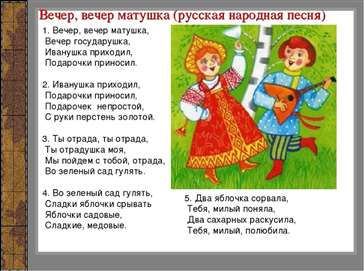 Вечер, вечер матушка (русская народная песня)
1. Вечер, вечер матушка,
Вечер государушка,
Иванушка приходил,
Подарочки приносил.
2. Иванушка приходил,
Подарочки приносил,
Подарочек непростой,
С руки перстень золотой.
3. Ты отрада, ты отрада,
Ты отрадушка моя,
Мы пойдем с тобой, отрада,
Во зеленый сад гулять.
4. Во зеленый сад гулять,
Сладки яблочки срывать
Яблочки садовые,
Сладкие, медовые.
5. Два яблочка сорвала,
Тебя, милый поняла,
Два сахарных раскусила,
Тебя, милый, полюбила.